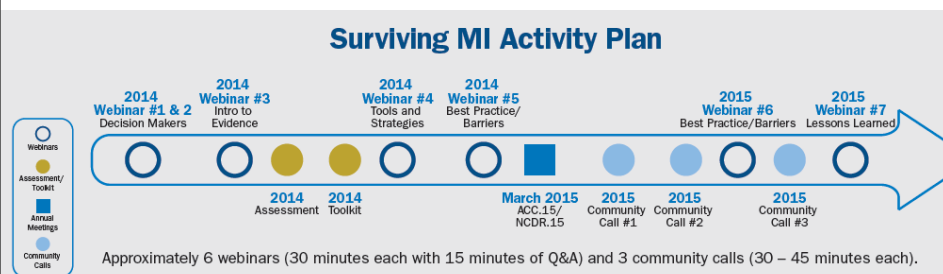 Surviving MI Activity Plan
2014
Webinar #1 & 2
Decision Makers
2014
Webinar #3
Intro to
Evidence
2014
Webinar #4
Tools and
Strategies
2014
Webinar #5
Best Practice/
Barriers
2015
Webinar #6
Best Practice/Barriers
2015
Webinar #7
Lessons Learned
Webinars
Assessment/
Toolkit
Annual
Meetings
Community
Calls
2014
Assessment
2014
Toolkit
March 2015
ACC.15/
NCDR.15
2015
Community
Call #1
2015
Community
Call #2
2015
Community
Call #3
Approximately 6 webinars (30 minutes each with 15 minutes of Q&A) and 3 community calls (30 – 45 minutes each).